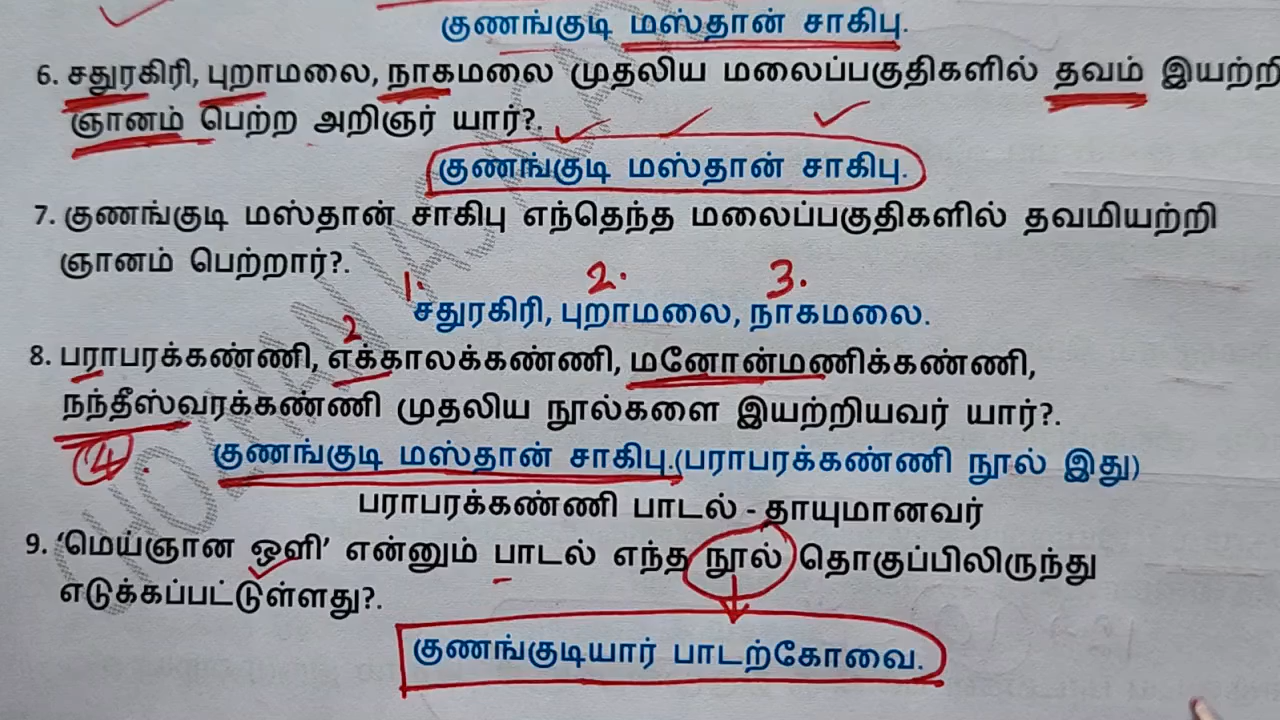 குணங்குடி மஸ்தான் சாகிபு.
6. சதுரகிரி, புறாமலை, நாகமலை முதலிய மலைப்பகுதிகளில் தவம் இயற்றி
ஞானம் பெற்ற அறிஞர் யார்?.
குணங்குடி மஸ்தான் சாகிபு.
7. குணங்குடி மஸ்தான் சாகிபு எந்தெந்த மலைப்பகுதிகளில் தவமியற்றி
ஞானம் பெற்றார்?.
1. 2. 3.
சதுரகிரி, புறாமலை, நாகமலை.
2
8. பராபரக்கண்ணி, எக்காலக்கண்ணி, மனோன்மணிக்கண்ணி,
நந்தீஸ்வரக்கண்ணி முதலிய நூல்களை இயற்றியவர் யார்?.
4. குணங்குடி மஸ்தான் சாகிபு.(பராபரக்கண்ணி நூல் இது)
பராபரக்கண்ணி பாடல் - தாயுமானவர்
9. ‘மெய்ஞான ஒளி’ என்னும் பாடல் எந்த நூல் தொகுப்பிலிருந்து
எடுக்கப்பட்டுள்ளது?.
குணங்குடியார் பாடற்கோவை.